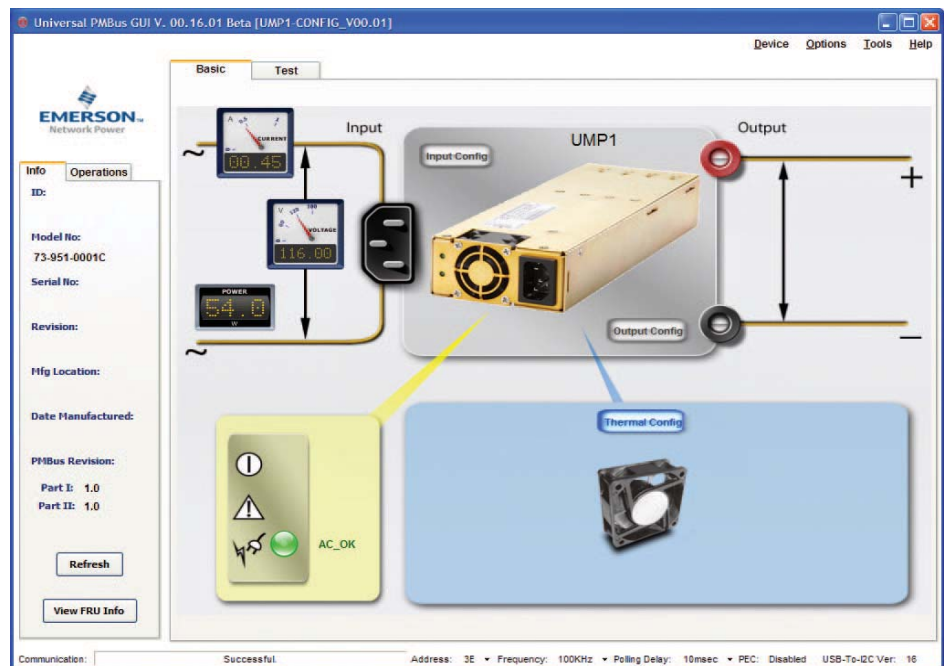 Universal PMBus GUI V. 00.16.01 Beta [UMP1-CONFIG_V00.01]
Device Options Tools Help
Basic Test
EMERSON™
Network Power
Info Operations
ID:
Model No:
73-951-0001C
Serial No:
Revision:
Mfg Location:
Date Manufactured:
PMBus Revision:
Part I: 1.0
Part II: 1.0
Refresh
View FRU Info
A
CURRENT
00.45
Input
V
VOLTAGE
116.00
POWER
54.0
W
~
~
Input Config
UMP1
Output
+
Output Config
—
AC_OK
Thermal Config
Communication: Successful. Address: 3E Frequency: 100KHz Polling Delay: 10msec PEC: Disabled USB-To-I2C Ver: 16